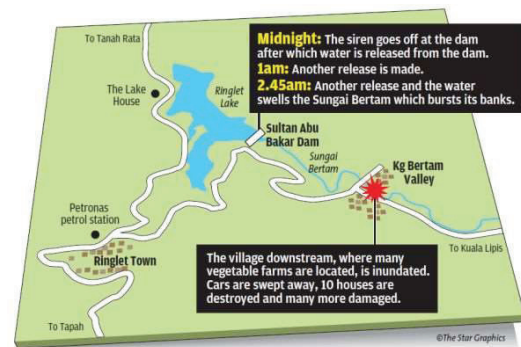 To Tanah Rata
Midnight: The siren goes off at the dam
after which water is released from the dam.
1am: Another release is made.
2.45am: Another release and the water
swells the Sungai Bertam which bursts its banks.
The Lake
House
Ringlet
Lake
Sultan Abu
Bakar Dam
Sungai
Bertam
Kg Bertam
Valley
Petronas
petrol station
Ringlet Town
To Kuala Lipis
The village downstream, where many
vegetable farms are located, is inundated.
Cars are swept away, 10 houses are
destroyed and many more damaged.
To Tapah
©The Star Graphics